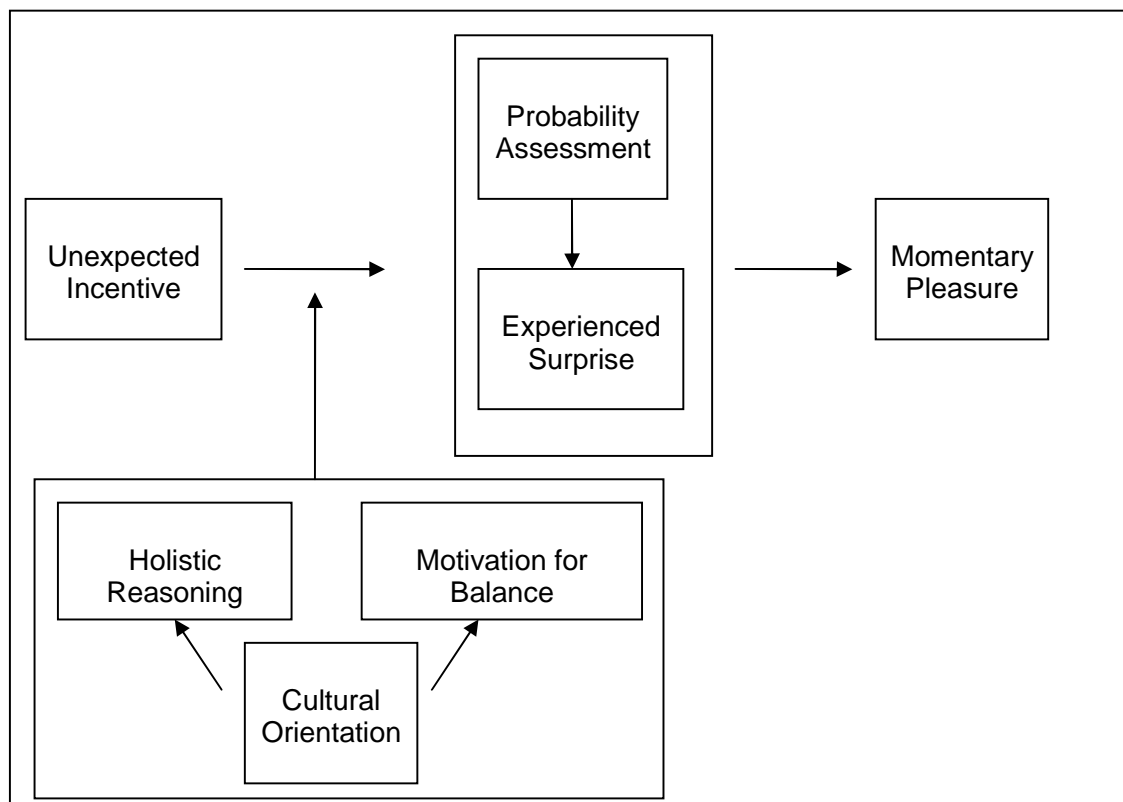 Probability
Assessment
Unexpected
Incentive
Experienced
Surprise
Momentary
Pleasure
Holistic
Reasoning
Motivation for
Balance
Cultural
Orientation